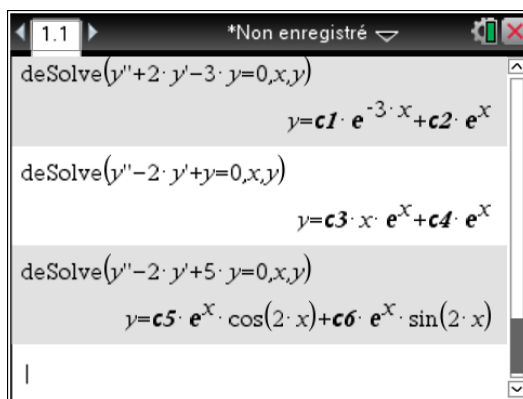 1.1 *Non enregistré
deSolve(y''+2·y'−3·y=0,x,y)
y=c1·e^-3·x+c2·e^x
deSolve(y''−2·y'+y=0,x,y)
y=c3·x·e^x+c4·e^x
deSolve(y''−2·y'+5·y=0,x,y)
y=c5·e^x·cos(2·x)+c6·e^x·sin(2·x)